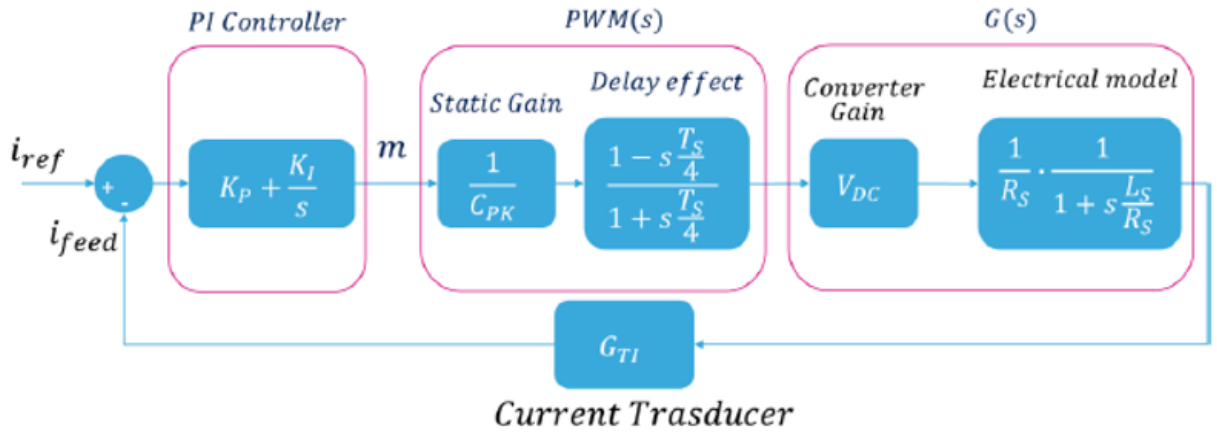 PI Controller
PWM(s)
G(s)
Static Gain
Delay effect
Converter
Gain
Electrical model
i_ref
+
-
i_feed
K_P + K_I/s
m
1/C_PK
(1 - s T_S/4)/(1 + s T_S/4)
V_DC
1/R_S · 1/(1 + s L_S/R_S)
G_TI
Current Trasducer